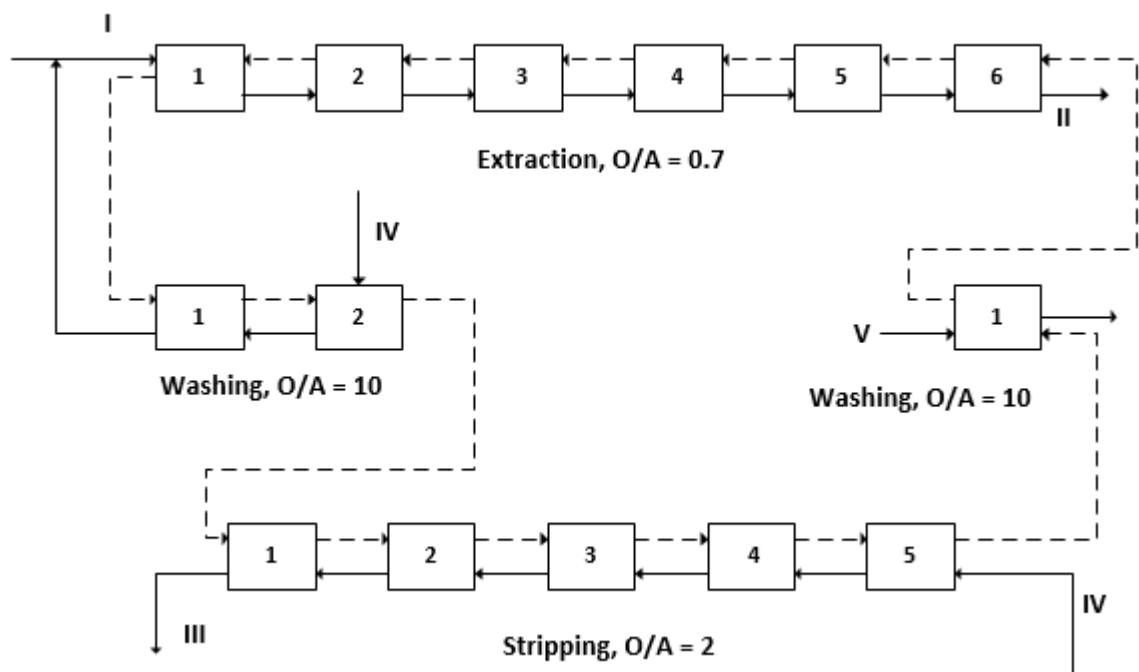 I
1 2 3 4 5 6
II
Extraction, O/A = 0.7
IV
1 2
V
1
Washing, O/A = 10
Washing, O/A = 10
1 2 3 4 5
III
IV
Stripping, O/A = 2